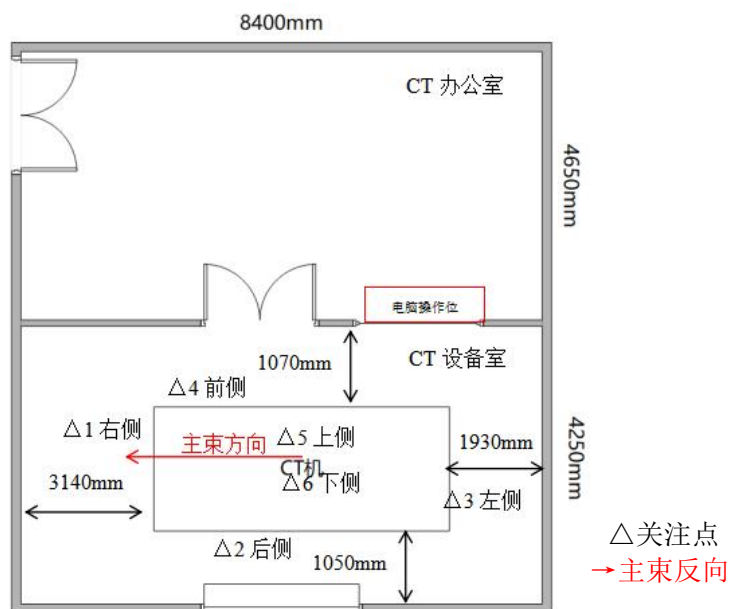 8400mm
CT 办公室
4650mm
电脑操作位
1070mm
CT 设备室
△4 前侧
△1 右侧
主束方向
△5 上侧
1930mm
4250mm
CT机
△6 下侧
3140mm
△3 左侧
△2 后侧
1050mm
△关注点
→主束反向